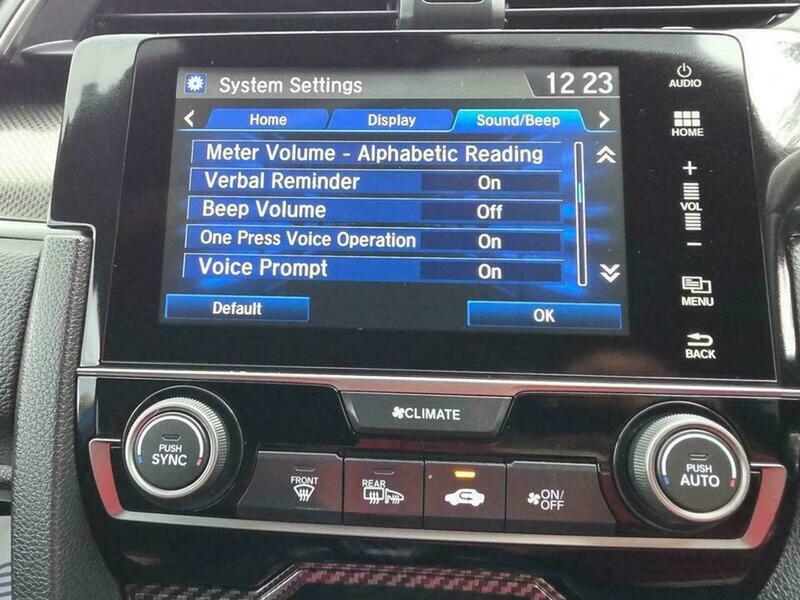 System Settings 12 23
Home Display Sound/Beep
Meter Volume - Alphabetic Reading
Verbal Reminder On
Beep Volume Off
One Press Voice Operation On
Voice Prompt On
Default OK
AUDIO
HOME
+
VOL
-
MENU
BACK
CLIMATE
PUSH
SYNC
FRONT
REAR
ON/
OFF
PUSH
AUTO